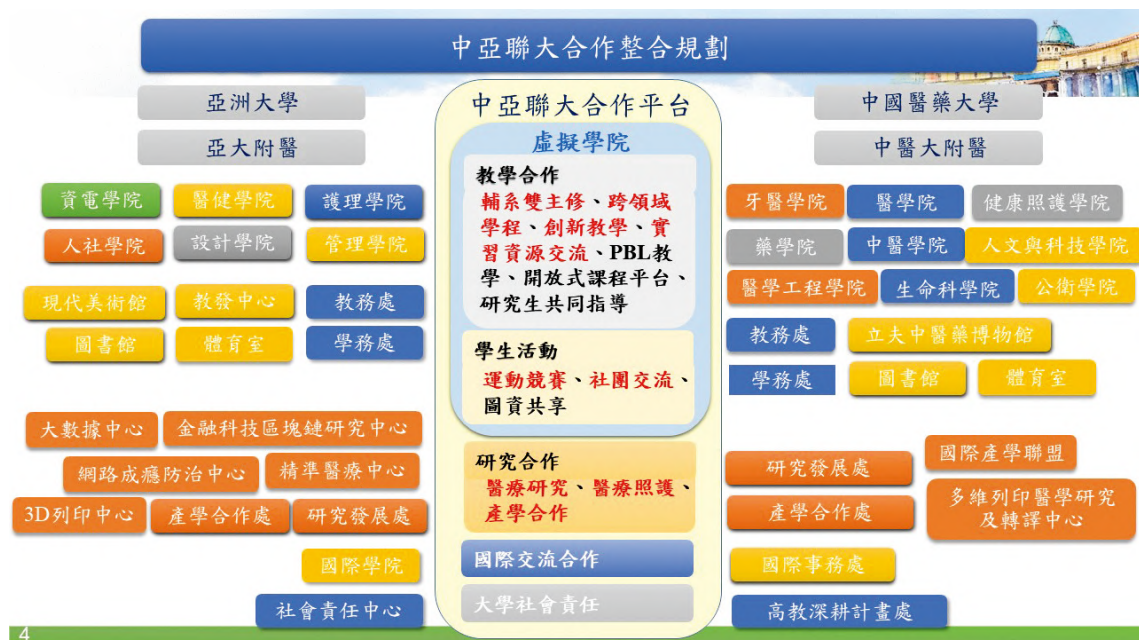 中亞聯大合作整合規劃
亞洲大學
亞大附醫
資電學院
醫健學院
護理學院
人社學院
設計學院
管理學院
現代美術館
教發中心
教務處
圖書館
體育室
學務處
大數據中心
金融科技區塊鏈研究中心
網路成癮防治中心
精準醫療中心
3D列印中心
產學合作處
研究發展處
國際學院
社會責任中心
中亞聯大合作平台
虛擬學院
教學合作
輔系雙主修、跨領域
學程、創新教學、實
習資源交流、PBL教
學、開放式課程平台、
研究生共同指導
學生活動
運動競賽、社團交流、
圖資共享
研究合作
醫療研究、醫療照護、
產學合作
國際交流合作
大學社會責任
中國醫藥大學
中醫大附醫
牙醫學院
醫學院
健康照護學院
藥學院
中醫學院
人文與科技學院
醫學工程學院
生命科學院
公衛學院
教務處
立夫中醫藥博物館
學務處
圖書館
體育室
研究發展處
國際產學聯盟
產學合作處
多維列印醫學研究
及轉譯中心
國際事務處
高教深耕計畫處
4